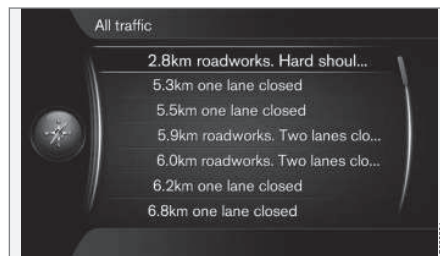 All traffic
2.8km roadworks. Hard shoul...
5.3km one lane closed
5.5km one lane closed
5.9km roadworks. Two lanes clo...
6.0km roadworks. Two lanes clo...
6.2km one lane closed
6.8km one lane closed